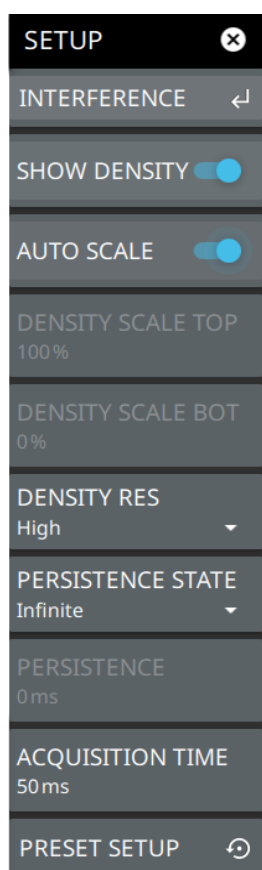 SETUP
INTERFERENCE
SHOW DENSITY
AUTO SCALE
DENSITY SCALE TOP
100 %
DENSITY SCALE BOT
0 %
DENSITY RES
High
PERSISTENCE STATE
Infinite
PERSISTENCE
0 ms
ACQUISITION TIME
50 ms
PRESET SETUP